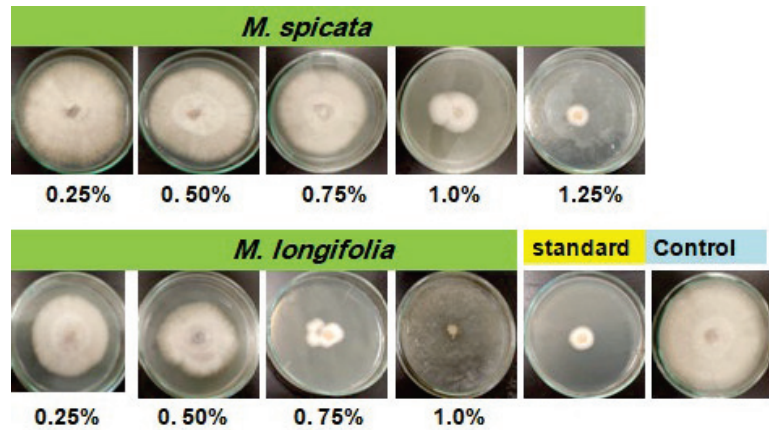 M. spicata
0.25% 0. 50% 0.75% 1.0% 1.25%
M. longifolia standard Control
0.25% 0. 50% 0.75% 1.0%